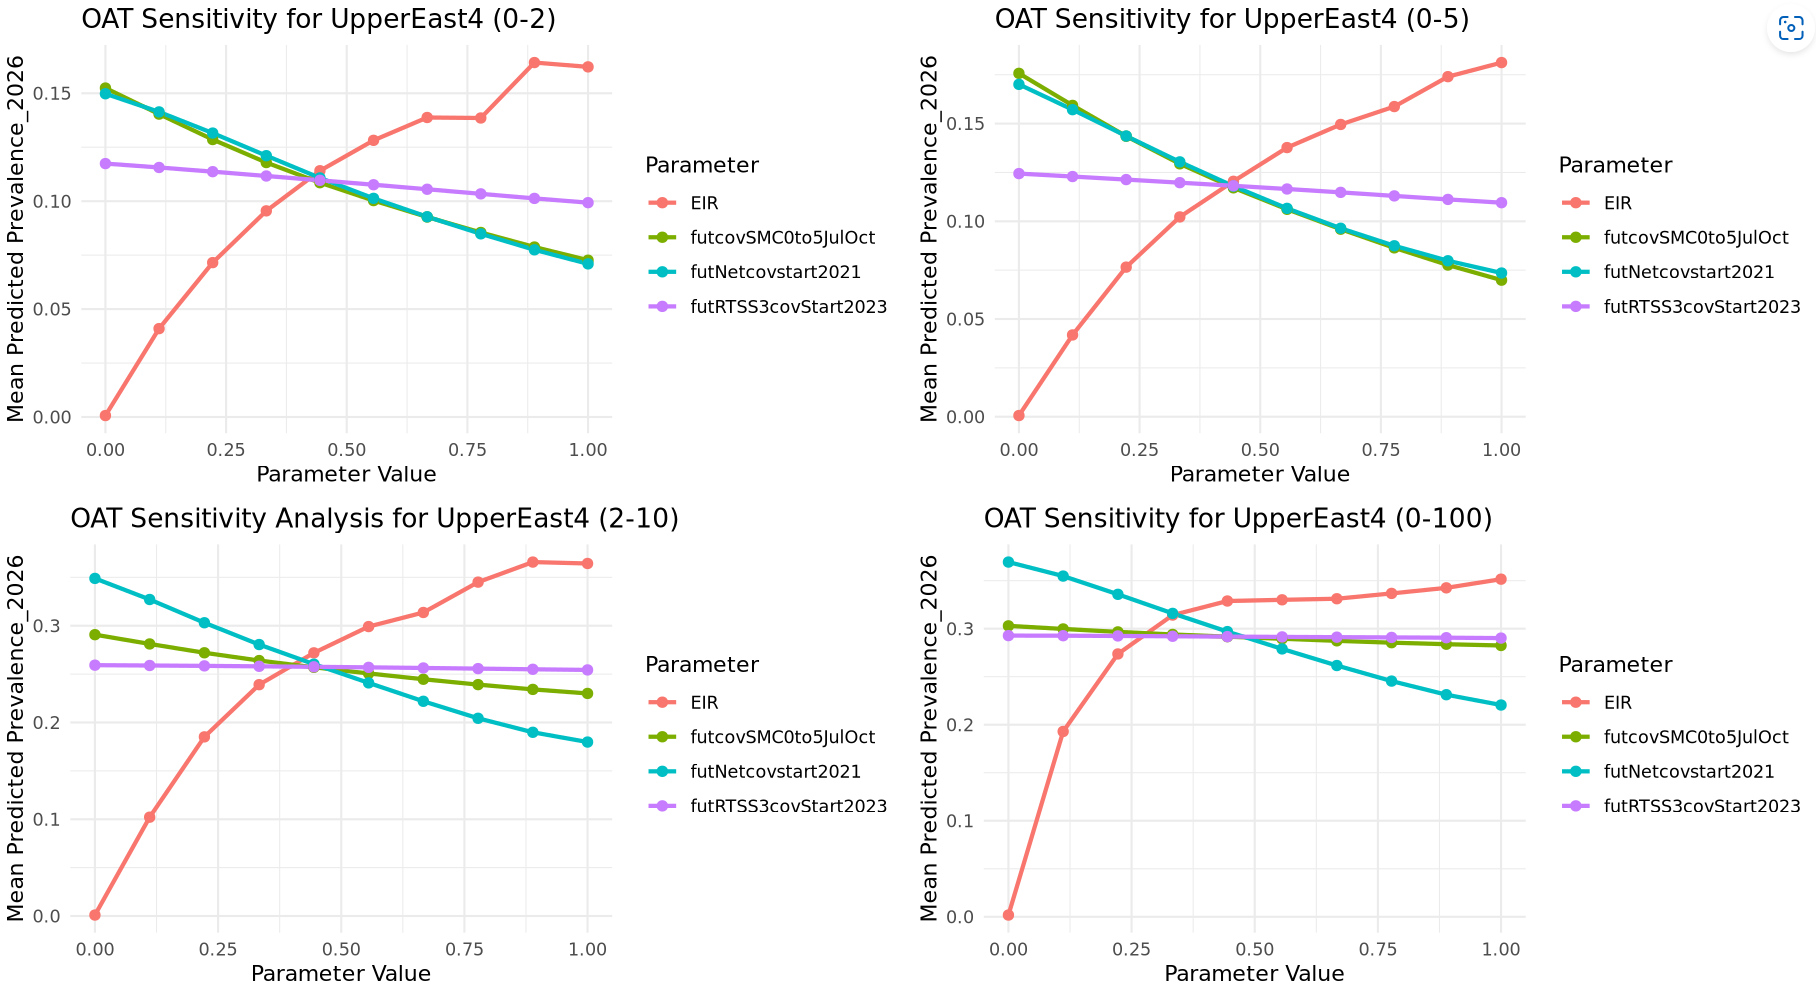 OAT Sensitivity for UpperEast4 (0-2)
Mean Predicted Prevalence_2026
0.15
0.10
0.05
0.00
0.00 0.25 0.50 0.75 1.00
Parameter Value
Parameter
EIR
futcovSMC0to5JulOct
futNetcovstart2021
futRTSS3covStart2023
OAT Sensitivity for UpperEast4 (0-5)
Mean Predicted Prevalence_2026
0.15
0.10
0.05
0.00
0.00 0.25 0.50 0.75 1.00
Parameter Value
Parameter
EIR
futcovSMC0to5JulOct
futNetcovstart2021
futRTSS3covStart2023
OAT Sensitivity Analysis for UpperEast4 (2-10)
Mean Predicted Prevalence_2026
0.3
0.2
0.1
0.0
0.00 0.25 0.50 0.75 1.00
Parameter Value
Parameter
EIR
futcovSMC0to5JulOct
futNetcovstart2021
futRTSS3covStart2023
OAT Sensitivity for UpperEast4 (0-100)
Mean Predicted Prevalence_2026
0.3
0.2
0.1
0.0
0.00 0.25 0.50 0.75 1.00
Parameter Value
Parameter
EIR
futcovSMC0to5JulOct
futNetcovstart2021
futRTSS3covStart2023